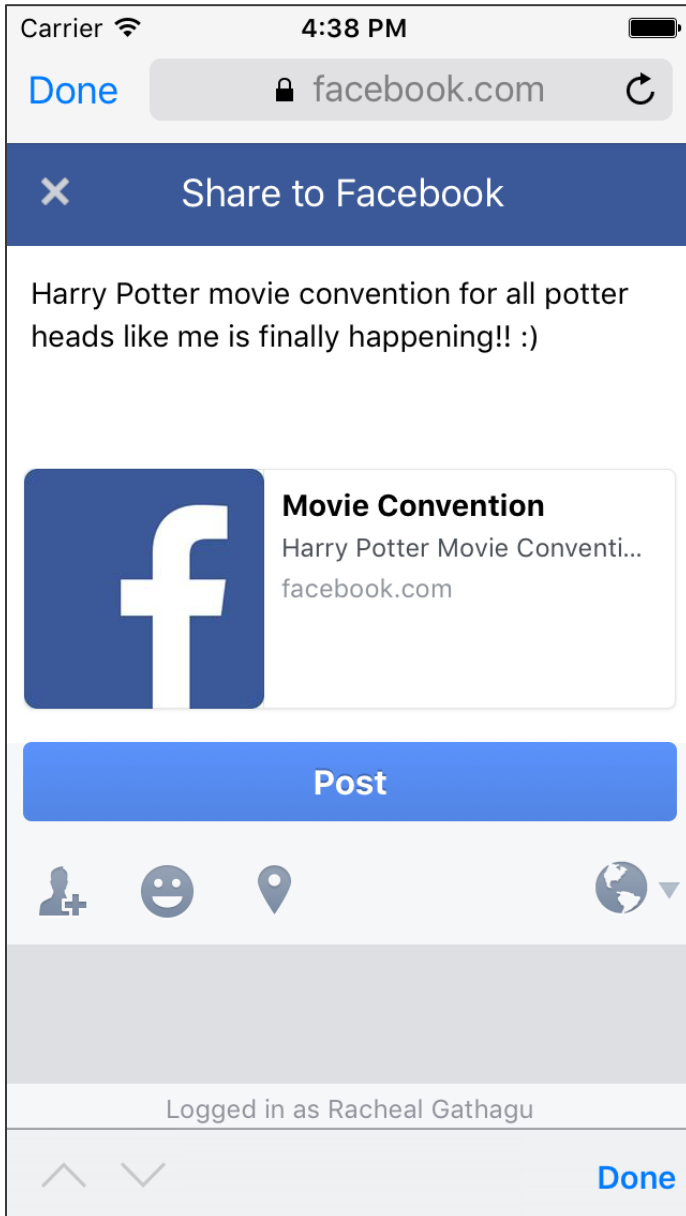 Carrier 4:38 PM
Done facebook.com
Share to Facebook
Harry Potter movie convention for all potter
heads like me is finally happening!! :)
Movie Convention
Harry Potter Movie Conventi...
facebook.com
Post
Logged in as Racheal Gathagu
Done